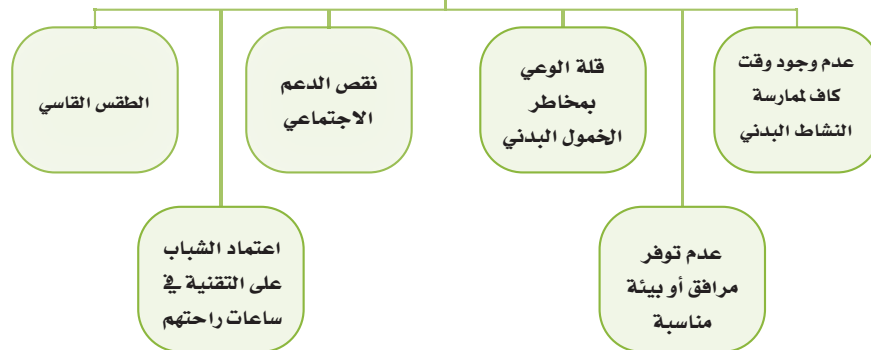 عدم وجود وقت
كاف لممارسة
النشاط البدني
عدم توفر
مرافق أو بيئة
مناسبة
قلة الوعي
بمخاطر
الخمول البدني
نقص الدعم
الاجتماعي
اعتماد الشباب
على التقنية في
ساعات راحتهم
الطقس القاسي